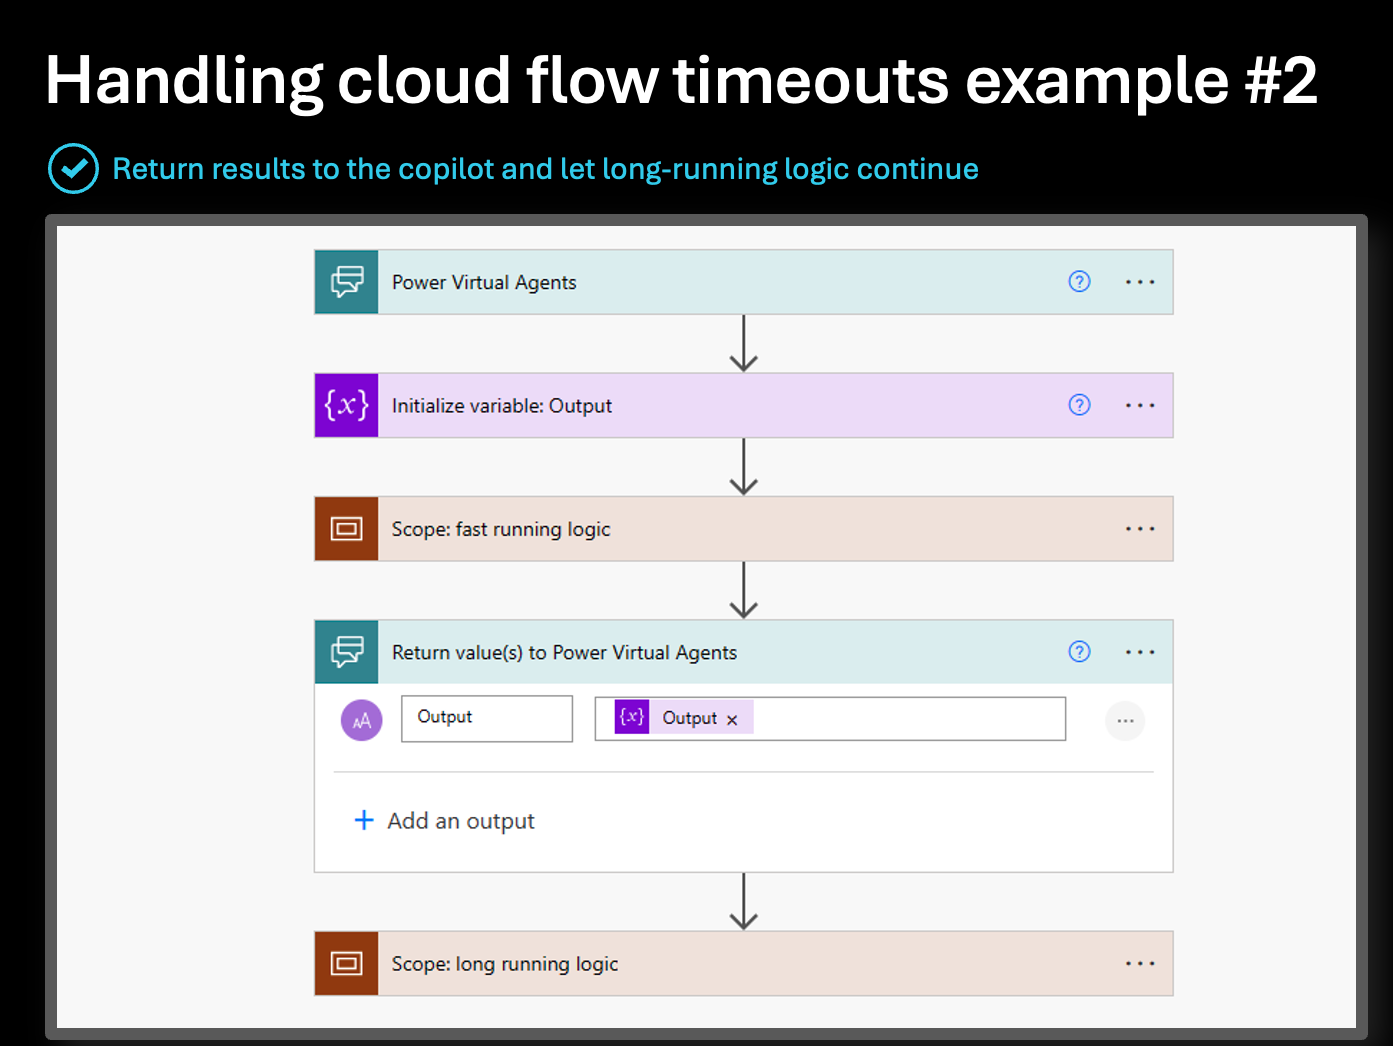 Handling cloud flow timeouts example #2
Return results to the copilot and let long-running logic continue
Power Virtual Agents
{x} Initialize variable: Output
Scope: fast running logic
Return value(s) to Power Virtual Agents
AA Output {x} Output ×
+ Add an output
Scope: long running logic